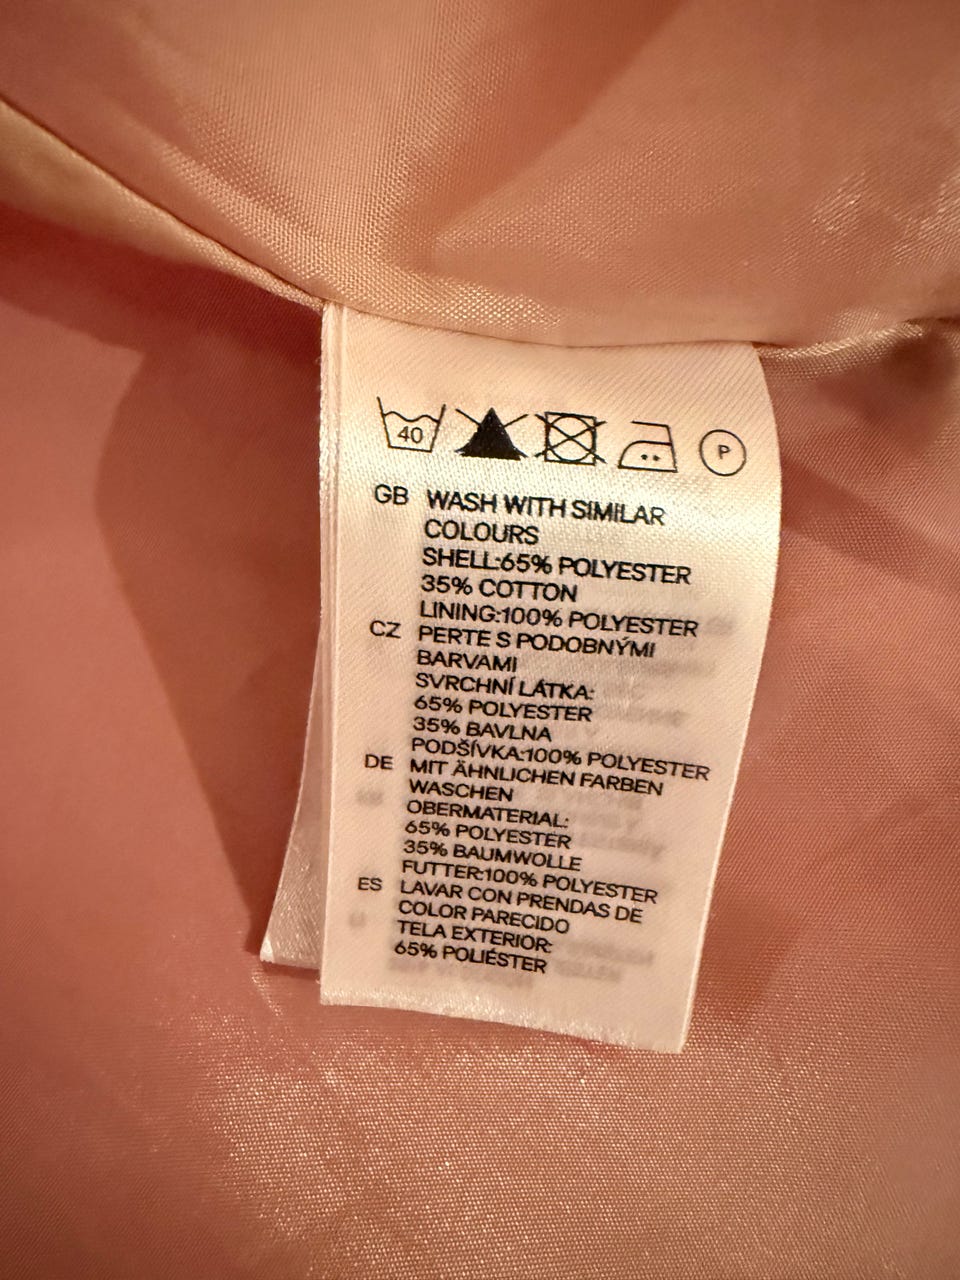 40
P
GB WASH WITH SIMILAR
COLOURS
SHELL:65% POLYESTER
35% COTTON
LINING:100% POLYESTER
CZ PERTE S PODOBNÝMI
BARVAMI
SVRCHNÍ LÁTKA:
65% POLYESTER
35% BAVLNA
PODŠÍVKA:100% POLYESTER
DE MIT ÄHNLICHEN FARBEN
WASCHEN
OBERMATERIAL:
65% POLYESTER
35% BAUMWOLLE
FUTTER:100% POLYESTER
ES LAVAR CON PRENDAS DE
COLOR PARECIDO
TELA EXTERIOR:
65% POLIÉSTER